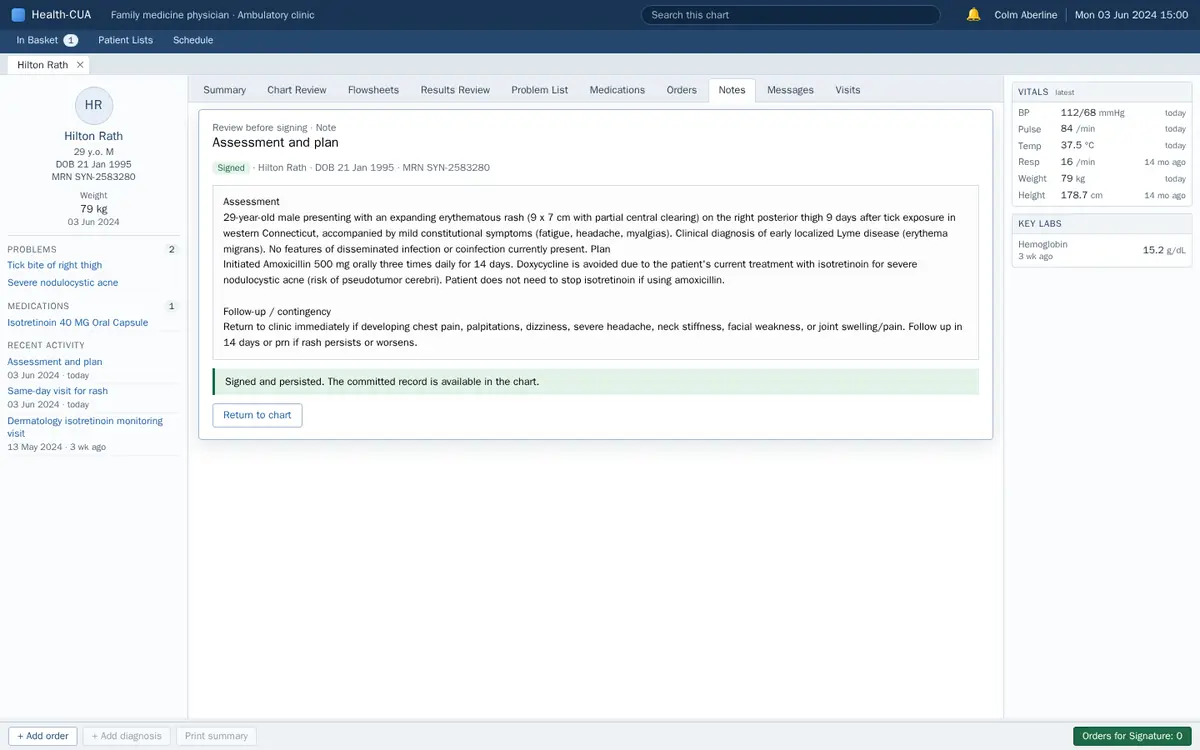 Health-CUA
Family medicine physician · Ambulatory clinic
Search this chart
Colm Aberline
Mon 03 Jun 2024 15:00
In Basket 1
Patient Lists
Schedule
Hilton Rath ×
HR
Hilton Rath
29 y.o. M
DOB 21 Jan 1995
MRN SYN-2583280
Weight
79 kg
03 Jun 2024
PROBLEMS 2
Tick bite of right thigh
Severe nodulocystic acne
MEDICATIONS 1
Isotretinoin 40 MG Oral Capsule
RECENT ACTIVITY
Assessment and plan
03 Jun 2024 · today
Same-day visit for rash
03 Jun 2024 · today
Dermatology isotretinoin monitoring
visit
13 May 2024 · 3 wk ago
Summary
Chart Review
Flowsheets
Results Review
Problem List
Medications
Orders
Notes
Messages
Visits
Review before signing · Note
Assessment and plan
Signed · Hilton Rath · DOB 21 Jan 1995 · MRN SYN-2583280
Assessment
29-year-old male presenting with an expanding erythematous rash (9 x 7 cm with partial central clearing) on the right posterior thigh 9 days after tick exposure in
western Connecticut, accompanied by mild constitutional symptoms (fatigue, headache, myalgias). Clinical diagnosis of early localized Lyme disease (erythema
migrans). No features of disseminated infection or coinfection currently present. Plan
Initiated Amoxicillin 500 mg orally three times daily for 14 days. Doxycycline is avoided due to the patient's current treatment with isotretinoin for severe
nodulocystic acne (risk of pseudotumor cerebri). Patient does not need to stop isotretinoin if using amoxicillin.
Follow-up / contingency
Return to clinic immediately if developing chest pain, palpitations, dizziness, severe headache, neck stiffness, facial weakness, or joint swelling/pain. Follow up in
14 days or prn if rash persists or worsens.
Signed and persisted. The committed record is available in the chart.
Return to chart
VITALS latest
BP 112/68 mmHg today
Pulse 84 /min today
Temp 37.5 °C today
Resp 16 /min 14 mo ago
Weight 79 kg today
Height 178.7 cm 14 mo ago
KEY LABS
Hemoglobin
3 wk ago
15.2 g/dL
+ Add order
+ Add diagnosis
Print summary
Orders for Signature: 0